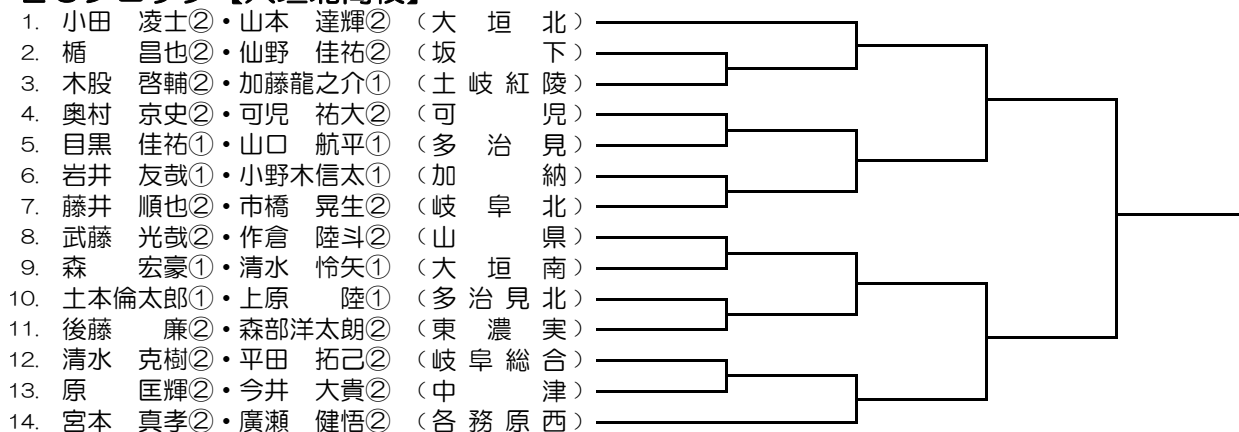 1. 小田 凌士②・山本 達輝② (大垣北)
2. 楯 昌也②・仙野 佳祐② (坂下)
3. 木股 啓輔②・加藤龍之介① (土岐紅陵)
4. 奥村 京史②・可児 祐大② (可児)
5. 目黒 佳祐①・山口 航平① (多治見)
6. 岩井 友哉①・小野木信太① (加納)
7. 藤井 順也②・市橋 晃生② (岐阜北)
8. 武藤 光哉②・作倉 陸斗② (山県)
9. 森 宏豪①・清水 怜矢① (大垣南)
10. 土本倫太郎①・上原 陸① (多治見北)
11. 後藤 廉②・森部洋太朗② (東濃実)
12. 清水 克樹②・平田 拓己② (岐阜総合)
13. 原 匡輝②・今井 大貴② (中津)
14. 宮本 真孝②・廣瀬 健悟② (各務原西)